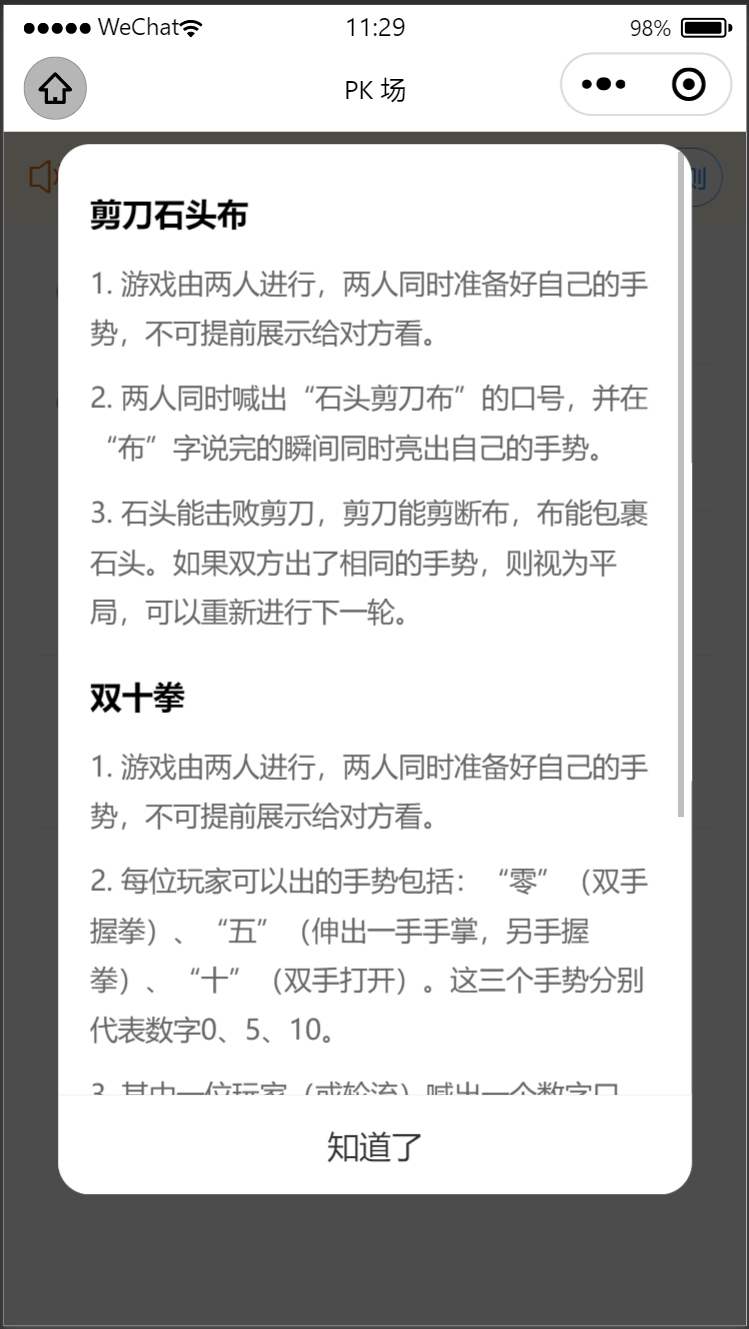 WeChat 11:29 98%
PK 场
则
剪刀石头布
1. 游戏由两人进行，两人同时准备好自己的手
势，不可提前展示给对方看。
2. 两人同时喊出“石头剪刀布”的口号，并在
“布”字说完的瞬间同时亮出自己的手势。
3. 石头能击败剪刀，剪刀能剪断布，布能包裹
石头。如果双方出了相同的手势，则视为平
局，可以重新进行下一轮。
双十拳
1. 游戏由两人进行，两人同时准备好自己的手
势，不可提前展示给对方看。
2. 每位玩家可以出的手势包括：“零”（双手
握拳）、“五”（伸出一手手掌，另手握
拳）、“十”（双手打开）。这三个手势分别
代表数字0、5、10。
3. 其中一位玩家（或轮流）喊出一个数字口
知道了